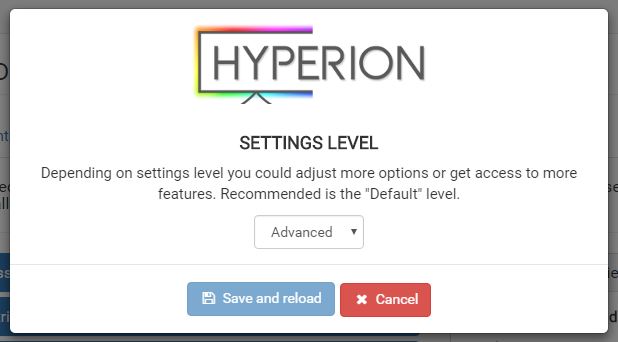 HYPERION
SETTINGS LEVEL
Depending on settings level you could adjust more options or get access to more
features. Recommended is the "Default" level.
Advanced
Save and reload
Cancel